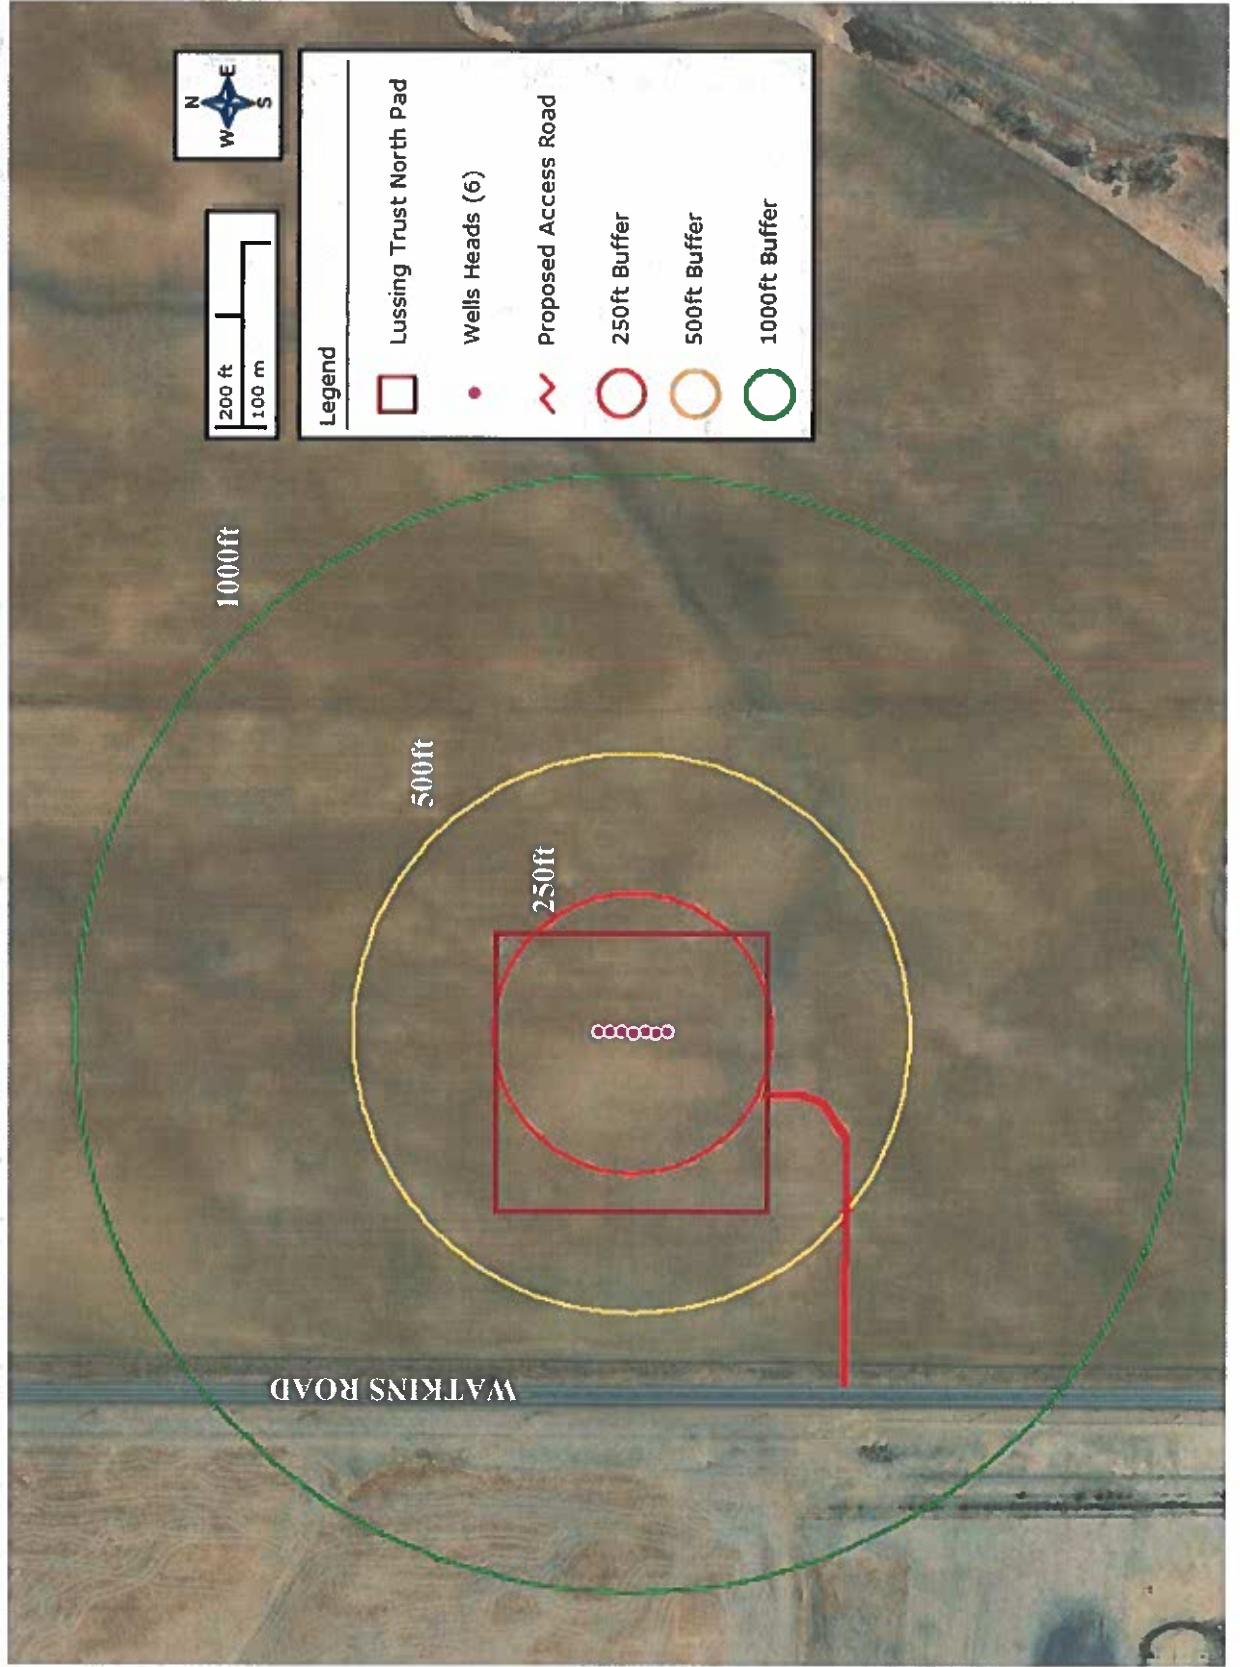 N
W E
S
200 ft
100 m
Legend
Lussing Trust North Pad
Wells Heads (6)
Proposed Access Road
250ft Buffer
500ft Buffer
1000ft Buffer
1000ft
500ft
250ft
WATKINS ROAD